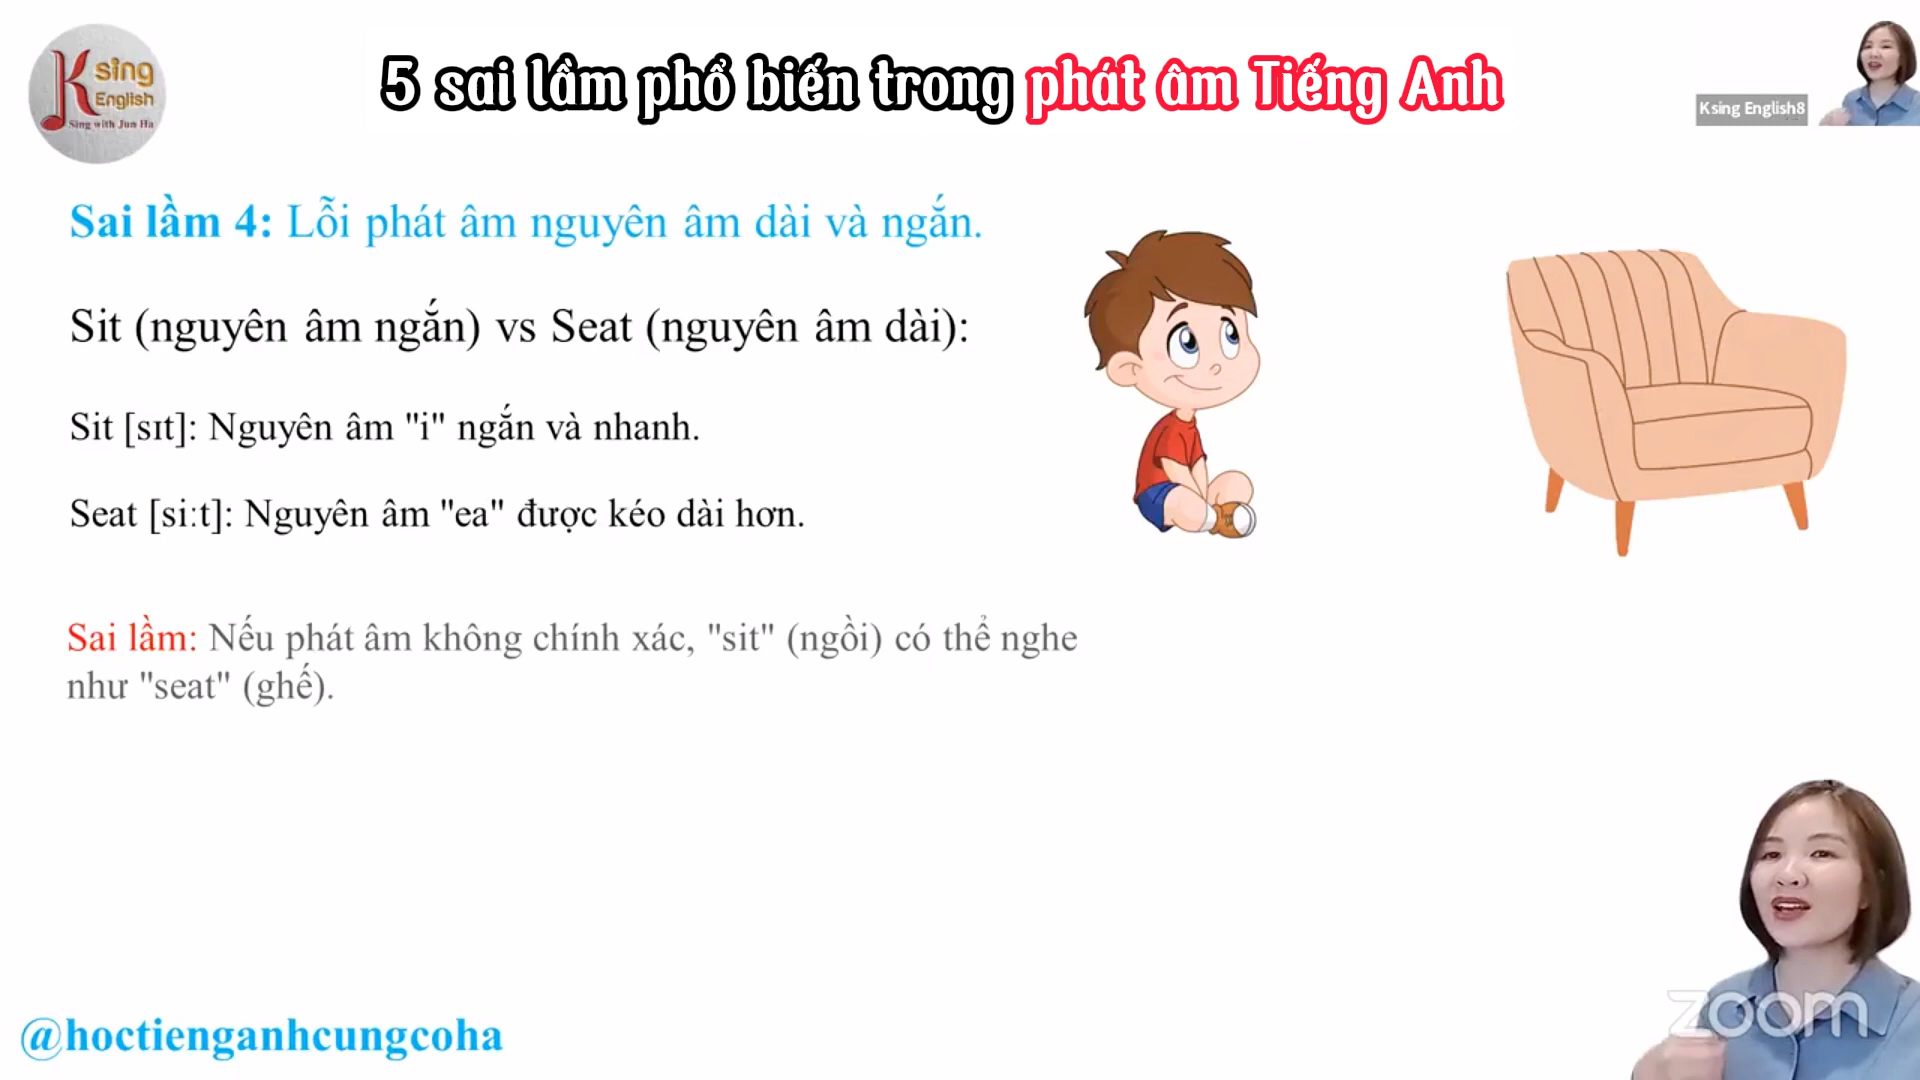 Ksing
English
Sing with Jun Ha
5 sai lầm phổ biến trong phát âm Tiếng Anh
Ksing English8
Sai lầm 4: Lỗi phát âm nguyên âm dài và ngắn.
Sit (nguyên âm ngắn) vs Seat (nguyên âm dài):
Sit [sɪt]: Nguyên âm "i" ngắn và nhanh.
Seat [siːt]: Nguyên âm "ea" được kéo dài hơn.
Sai lầm: Nếu phát âm không chính xác, "sit" (ngồi) có thể nghe
như "seat" (ghế).
zoom
@hoctienganhcungcoha